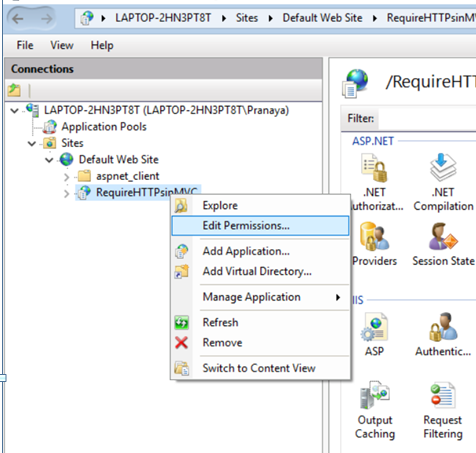 LAPTOP-2HN3PT8T ▸ Sites ▸ Default Web Site ▸ RequireHTTPsinMV
File View Help
Connections
LAPTOP-2HN3PT8T (LAPTOP-2HN3PT8T\Pranaya)
Application Pools
Sites
Default Web Site
aspnet_client
RequireHTTPsinMVC
Explore
Edit Permissions...
Add Application...
Add Virtual Directory...
Manage Application
Refresh
Remove
Switch to Content View
/RequireHTT
Filter:
ASP.NET
.NET
uthorizat...
.NET
Compilation
Providers
Session State
IIS
ASP
Authentic...
Output
Caching
Request
Filtering